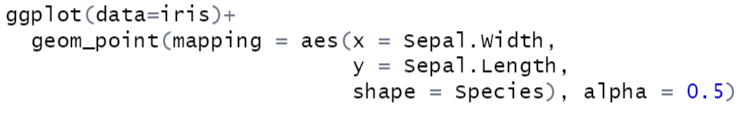 ggplot(data=iris)+
  geom_point(mapping = aes(x = Sepal.Width,
                           y = Sepal.Length,
                           shape = Species), alpha = 0.5)